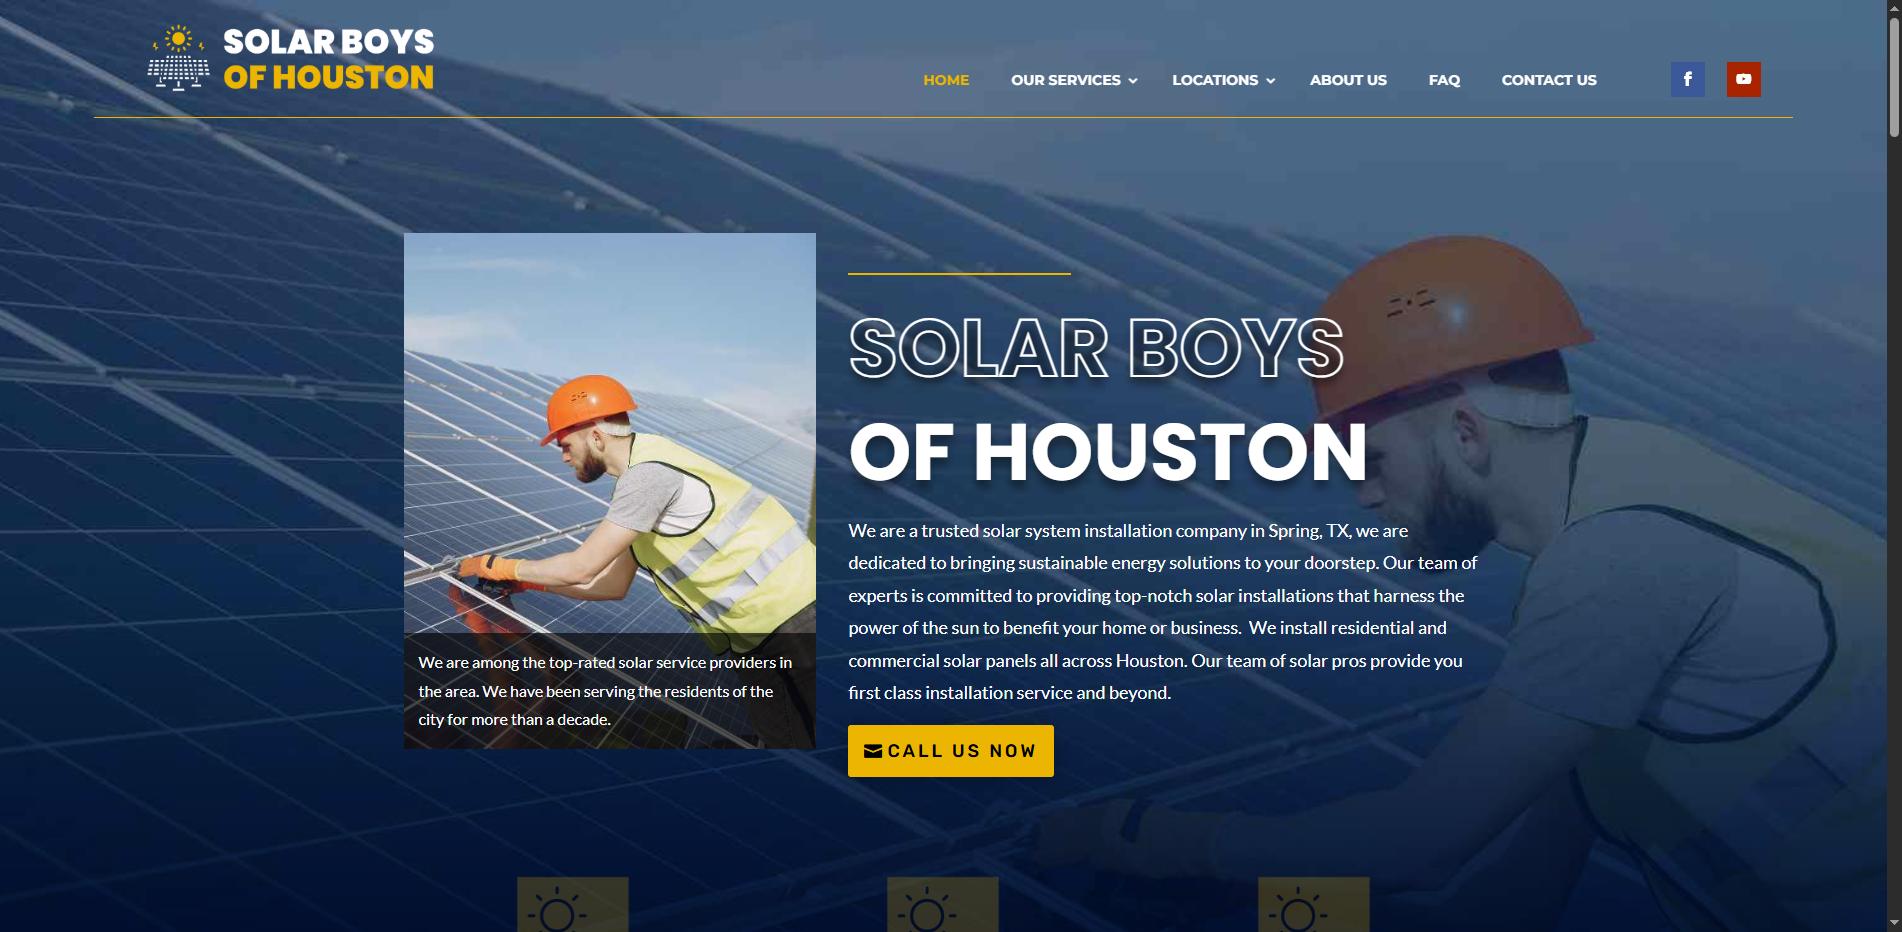 SOLAR BOYS
OF HOUSTON
HOME
OUR SERVICES
LOCATIONS
ABOUT US
FAQ
CONTACT US
SOLAR BOYS
OF HOUSTON
We are a trusted solar system installation company in Spring, TX, we are
dedicated to bringing sustainable energy solutions to your doorstep. Our team of
experts is committed to providing top-notch solar installations that harness the
power of the sun to benefit your home or business.  We install residential and
commercial solar panels all across Houston. Our team of solar pros provide you
first class installation service and beyond.
CALL US NOW
We are among the top-rated solar service providers in
the area. We have been serving the residents of the
city for more than a decade.